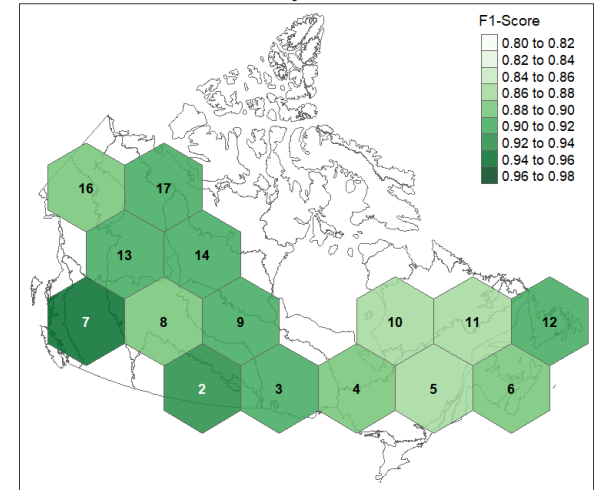 F1-Score
0.80 to 0.82
0.82 to 0.84
0.84 to 0.86
0.86 to 0.88
0.88 to 0.90
0.90 to 0.92
0.92 to 0.94
0.94 to 0.96
0.96 to 0.98
16 17
13 14
7 8 9 10 11 12
2 3 4 5 6